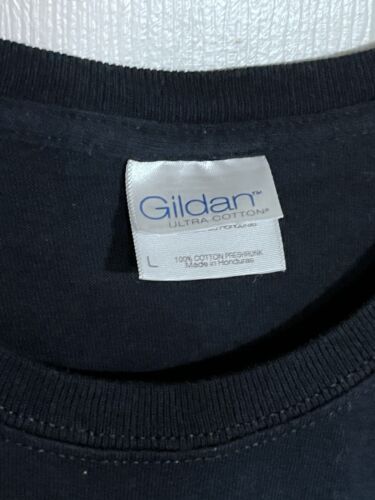 Gildan™
ULTRA COTTON®
L
100% COTTON PRESHRUNK
Made in Honduras